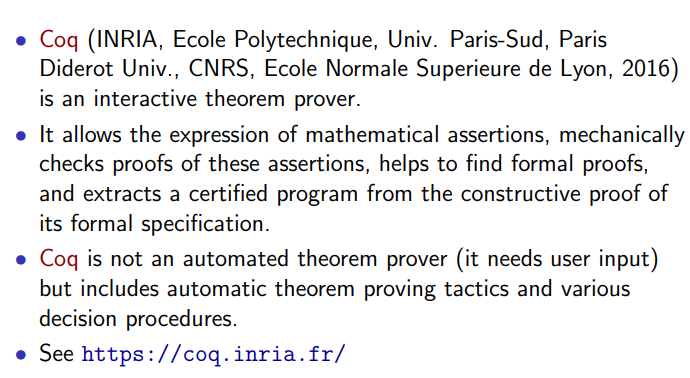 • Coq (INRIA, Ecole Polytechnique, Univ. Paris-Sud, Paris
Diderot Univ., CNRS, Ecole Normale Superieure de Lyon, 2016)
is an interactive theorem prover.
• It allows the expression of mathematical assertions, mechanically
checks proofs of these assertions, helps to find formal proofs,
and extracts a certified program from the constructive proof of
its formal specification.
• Coq is not an automated theorem prover (it needs user input)
but includes automatic theorem proving tactics and various
decision procedures.
• See https://coq.inria.fr/